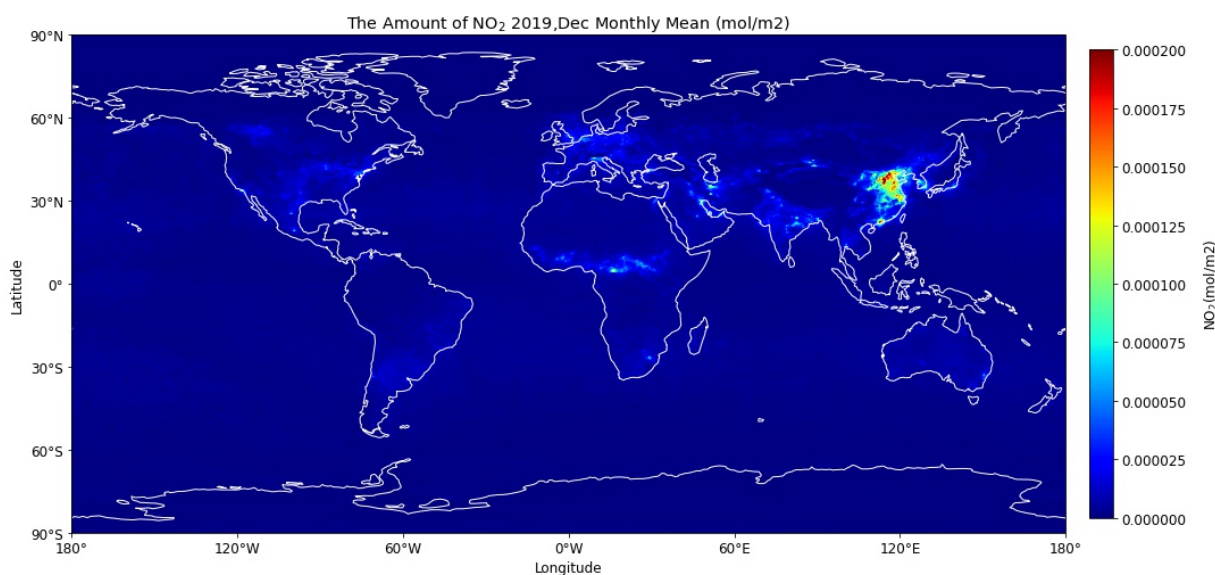 The Amount of NO₂ 2019,Dec Monthly Mean (mol/m2)
90°N
60°N
30°N
0°
30°S
60°S
90°S
Latitude
180°
120°W
60°W
0°W
60°E
120°E
180°
Longitude
0.000200
0.000175
0.000150
0.000125
0.000100
0.000075
0.000050
0.000025
0.000000
NO₂(mol/m2)